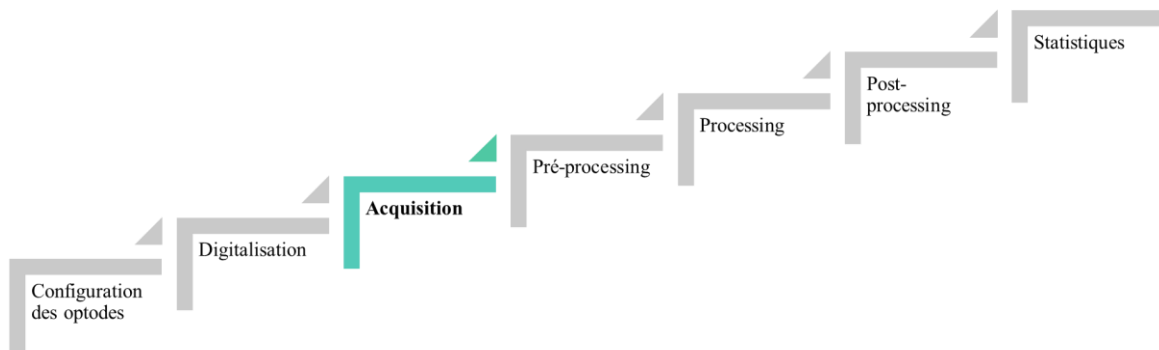 Configuration
des optodes
Digitalisation
Acquisition
Pré-processing
Processing
Post-
processing
Statistiques